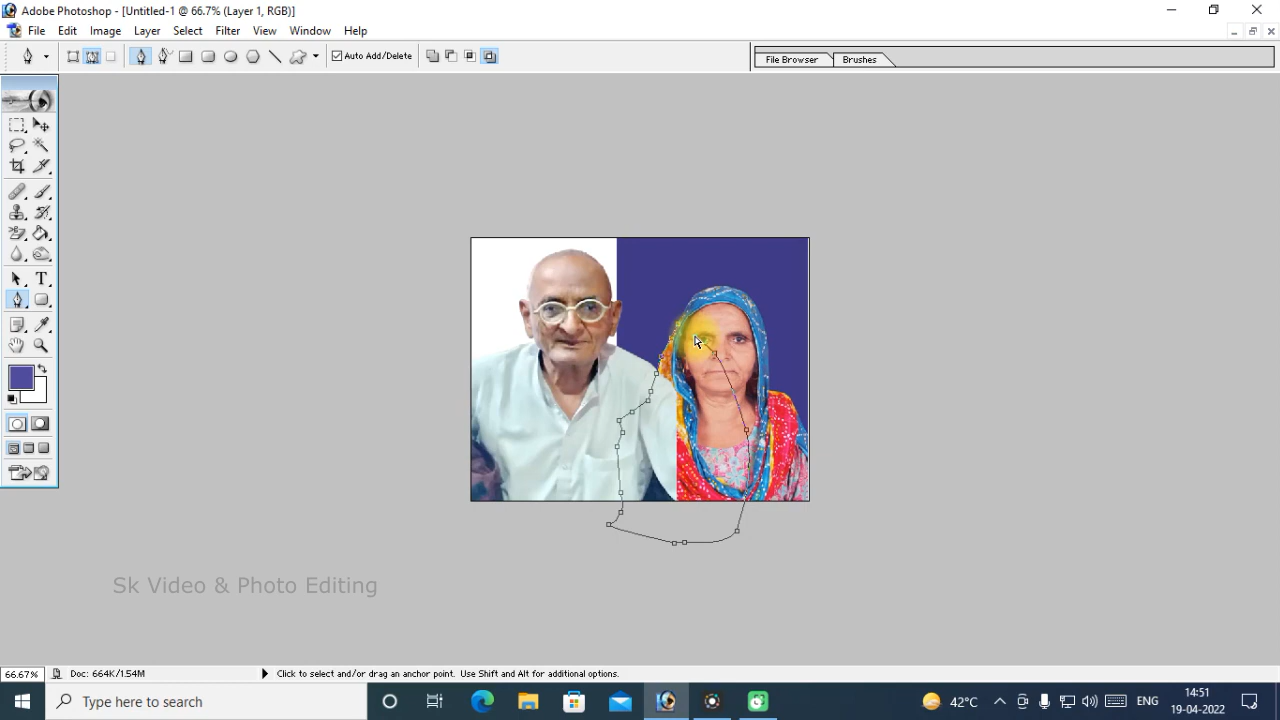 Adobe Photoshop - [Untitled-1 @ 66.7% (Layer 1, RGB)]
File Edit Image Layer Select Filter View Window Help
Auto Add/Delete
File Browser Brushes
T
Sk Video & Photo Editing
66.67% Doc: 664K/1.54M Click to select and/or drag an anchor point. Use Shift and Alt for additional options.
Type here to search
42°C ENG 14:51
19-04-2022